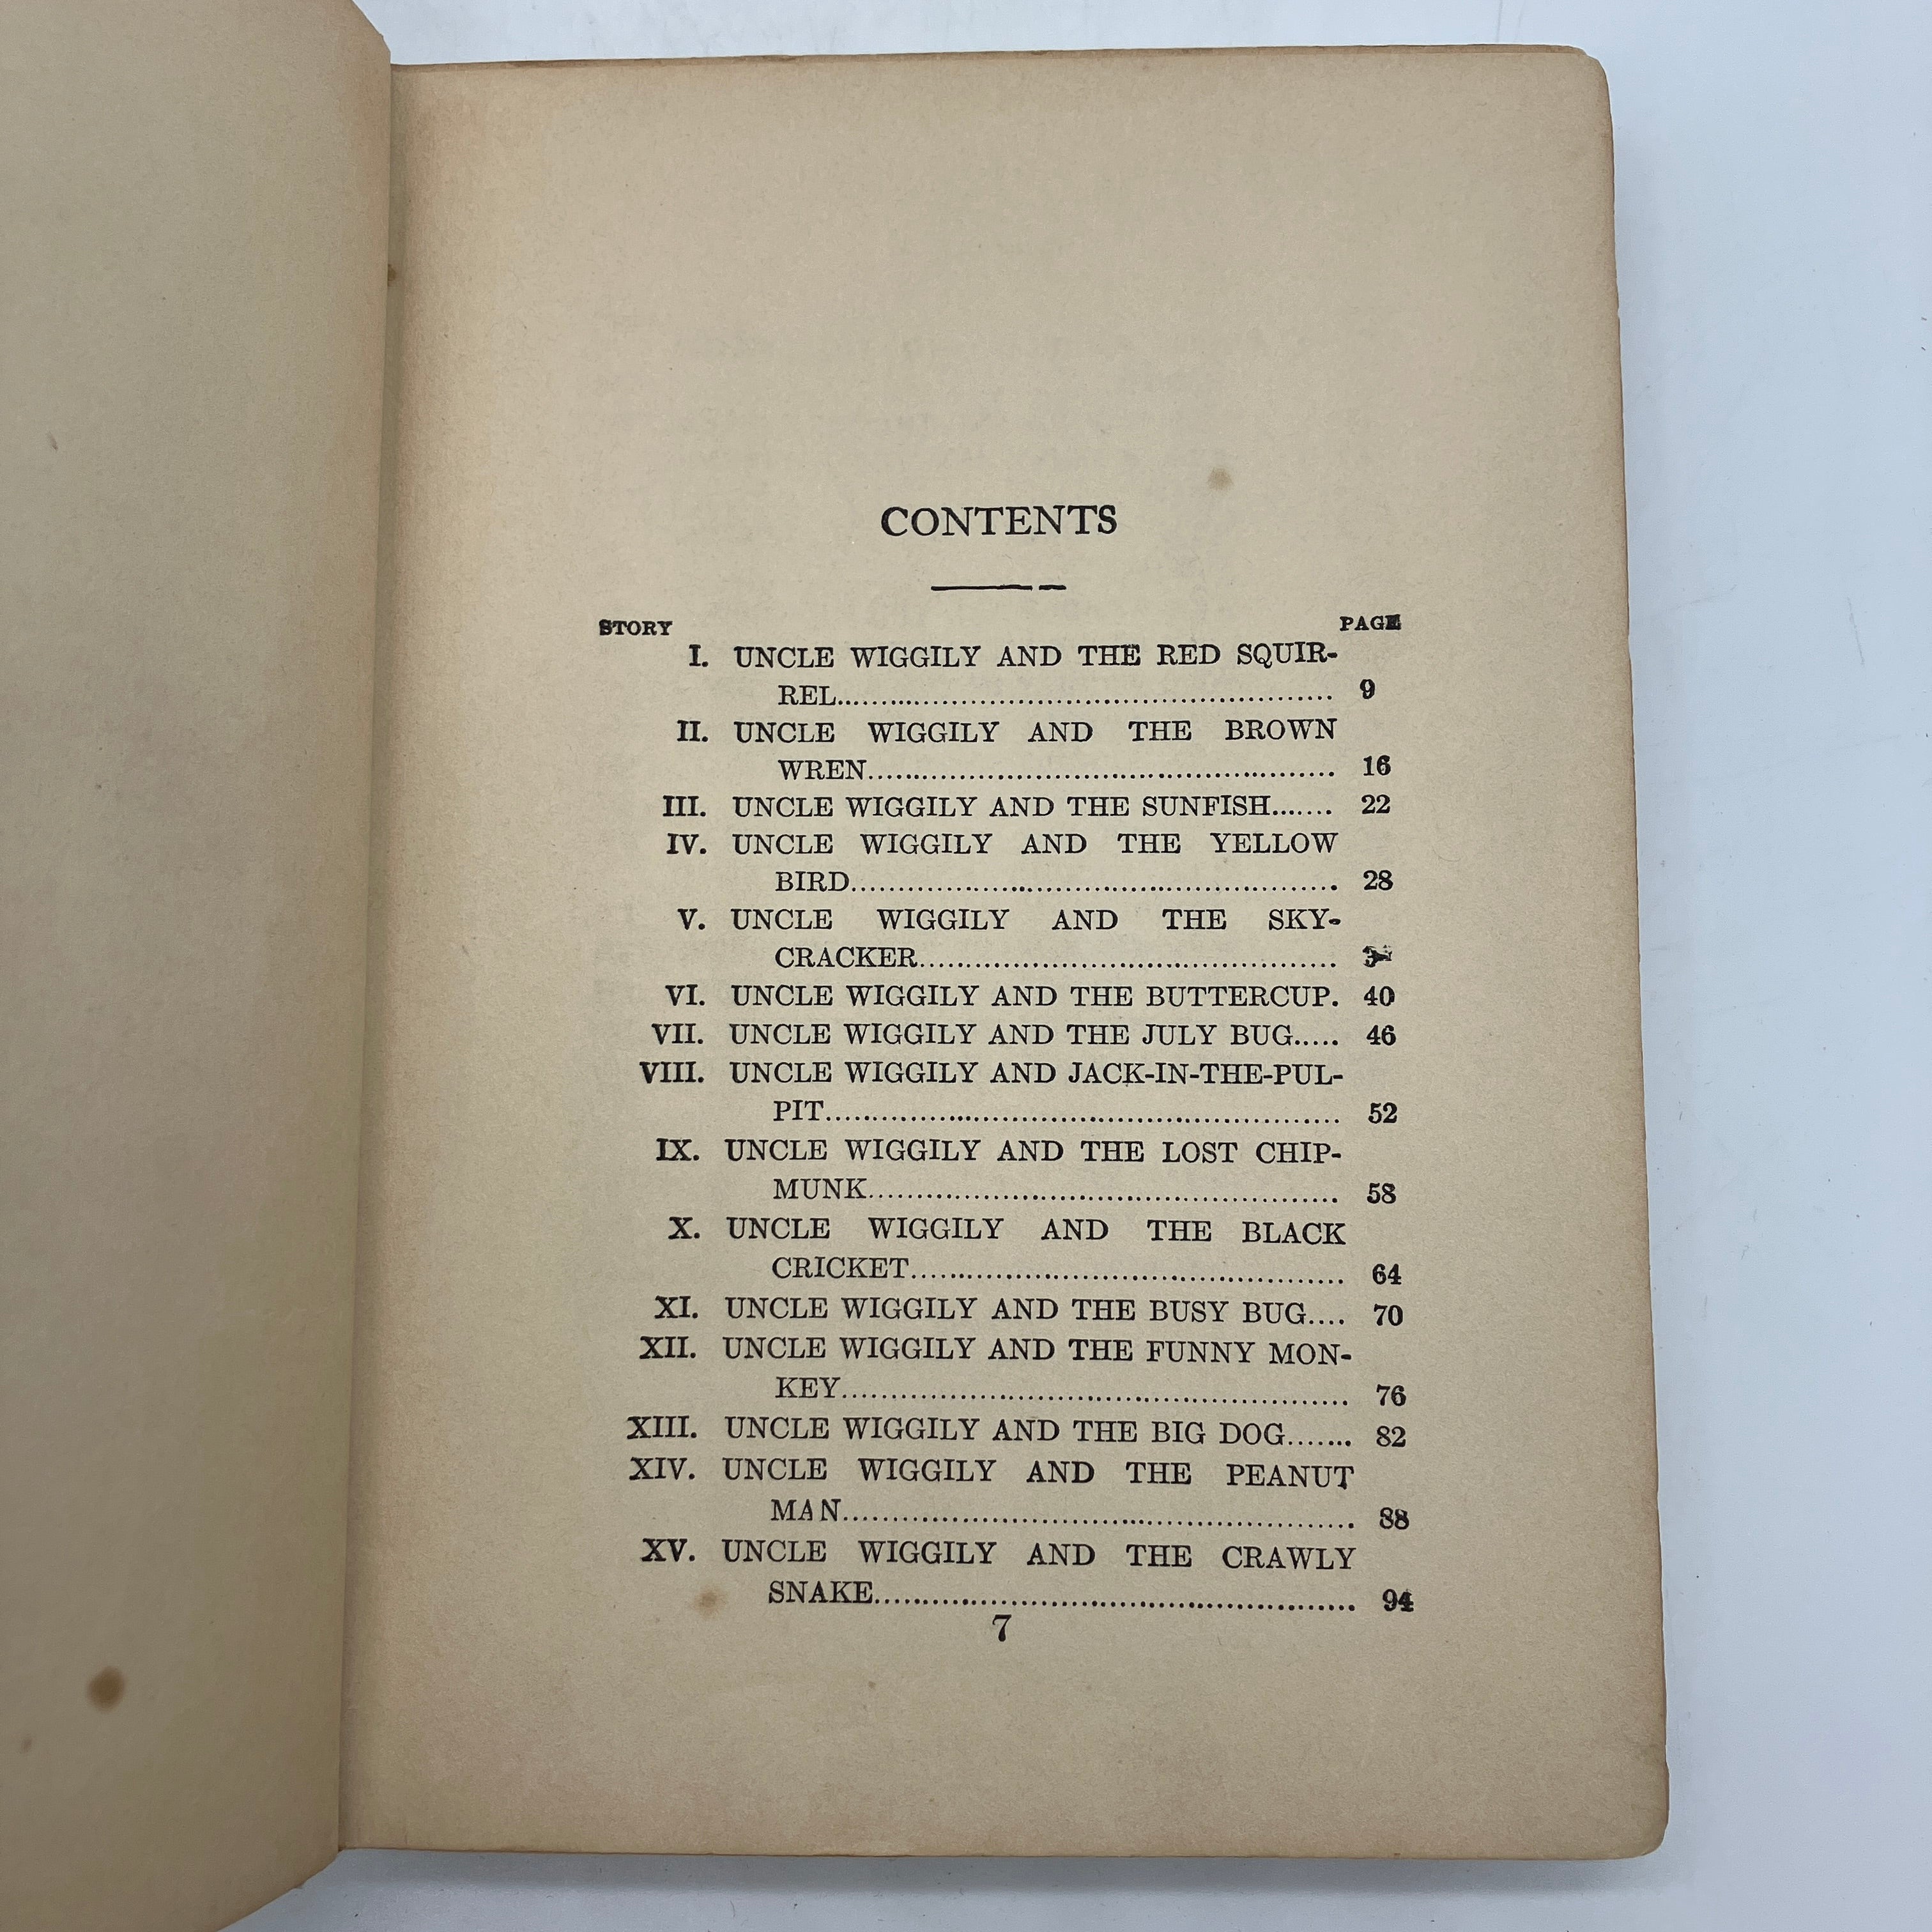 CONTENTS
STORY PAGE
I. UNCLE WIGGILY AND THE RED SQUIR-
REL.................................................... 9
II. UNCLE WIGGILY AND THE BROWN
WREN................................................. 16
III. UNCLE WIGGILY AND THE SUNFISH....... 22
IV. UNCLE WIGGILY AND THE YELLOW
BIRD................................................... 28
V. UNCLE WIGGILY AND THE SKY-
CRACKER............................................
VI. UNCLE WIGGILY AND THE BUTTERCUP. 40
VII. UNCLE WIGGILY AND THE JULY BUG..... 46
VIII. UNCLE WIGGILY AND JACK-IN-THE-PUL-
PIT...................................................... 52
IX. UNCLE WIGGILY AND THE LOST CHIP-
MUNK.................................................. 58
X. UNCLE WIGGILY AND THE BLACK
CRICKET.............................................. 64
XI. UNCLE WIGGILY AND THE BUSY BUG.... 70
XII. UNCLE WIGGILY AND THE FUNNY MON-
KEY..................................................... 76
XIII. UNCLE WIGGILY AND THE BIG DOG....... 82
XIV. UNCLE WIGGILY AND THE PEANUT
MAN..................................................... 88
XV. UNCLE WIGGILY AND THE CRAWLY
SNAKE.................................................. 94
7